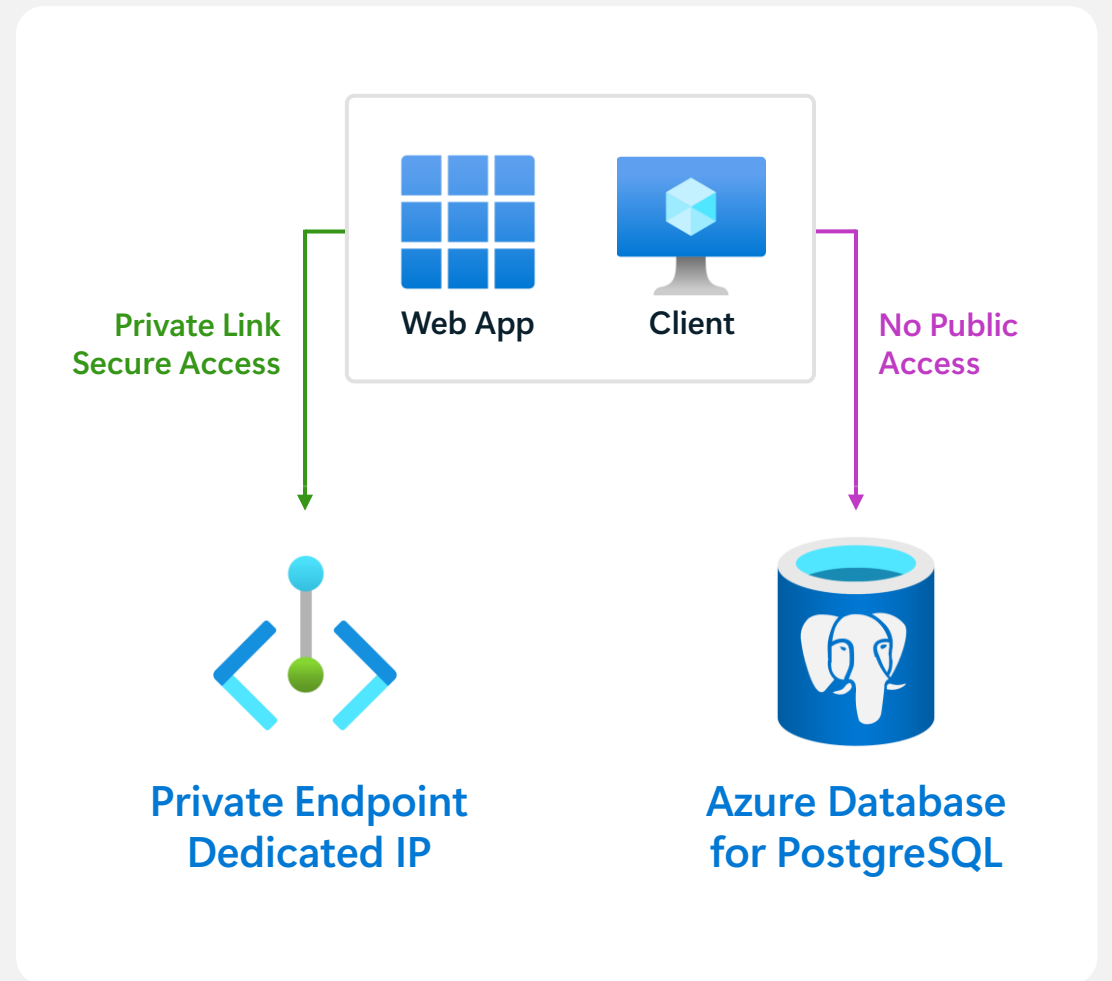 Web App
Client
Private Link
Secure Access
No Public
Access
Private Endpoint
Dedicated IP
Azure Database
for PostgreSQL